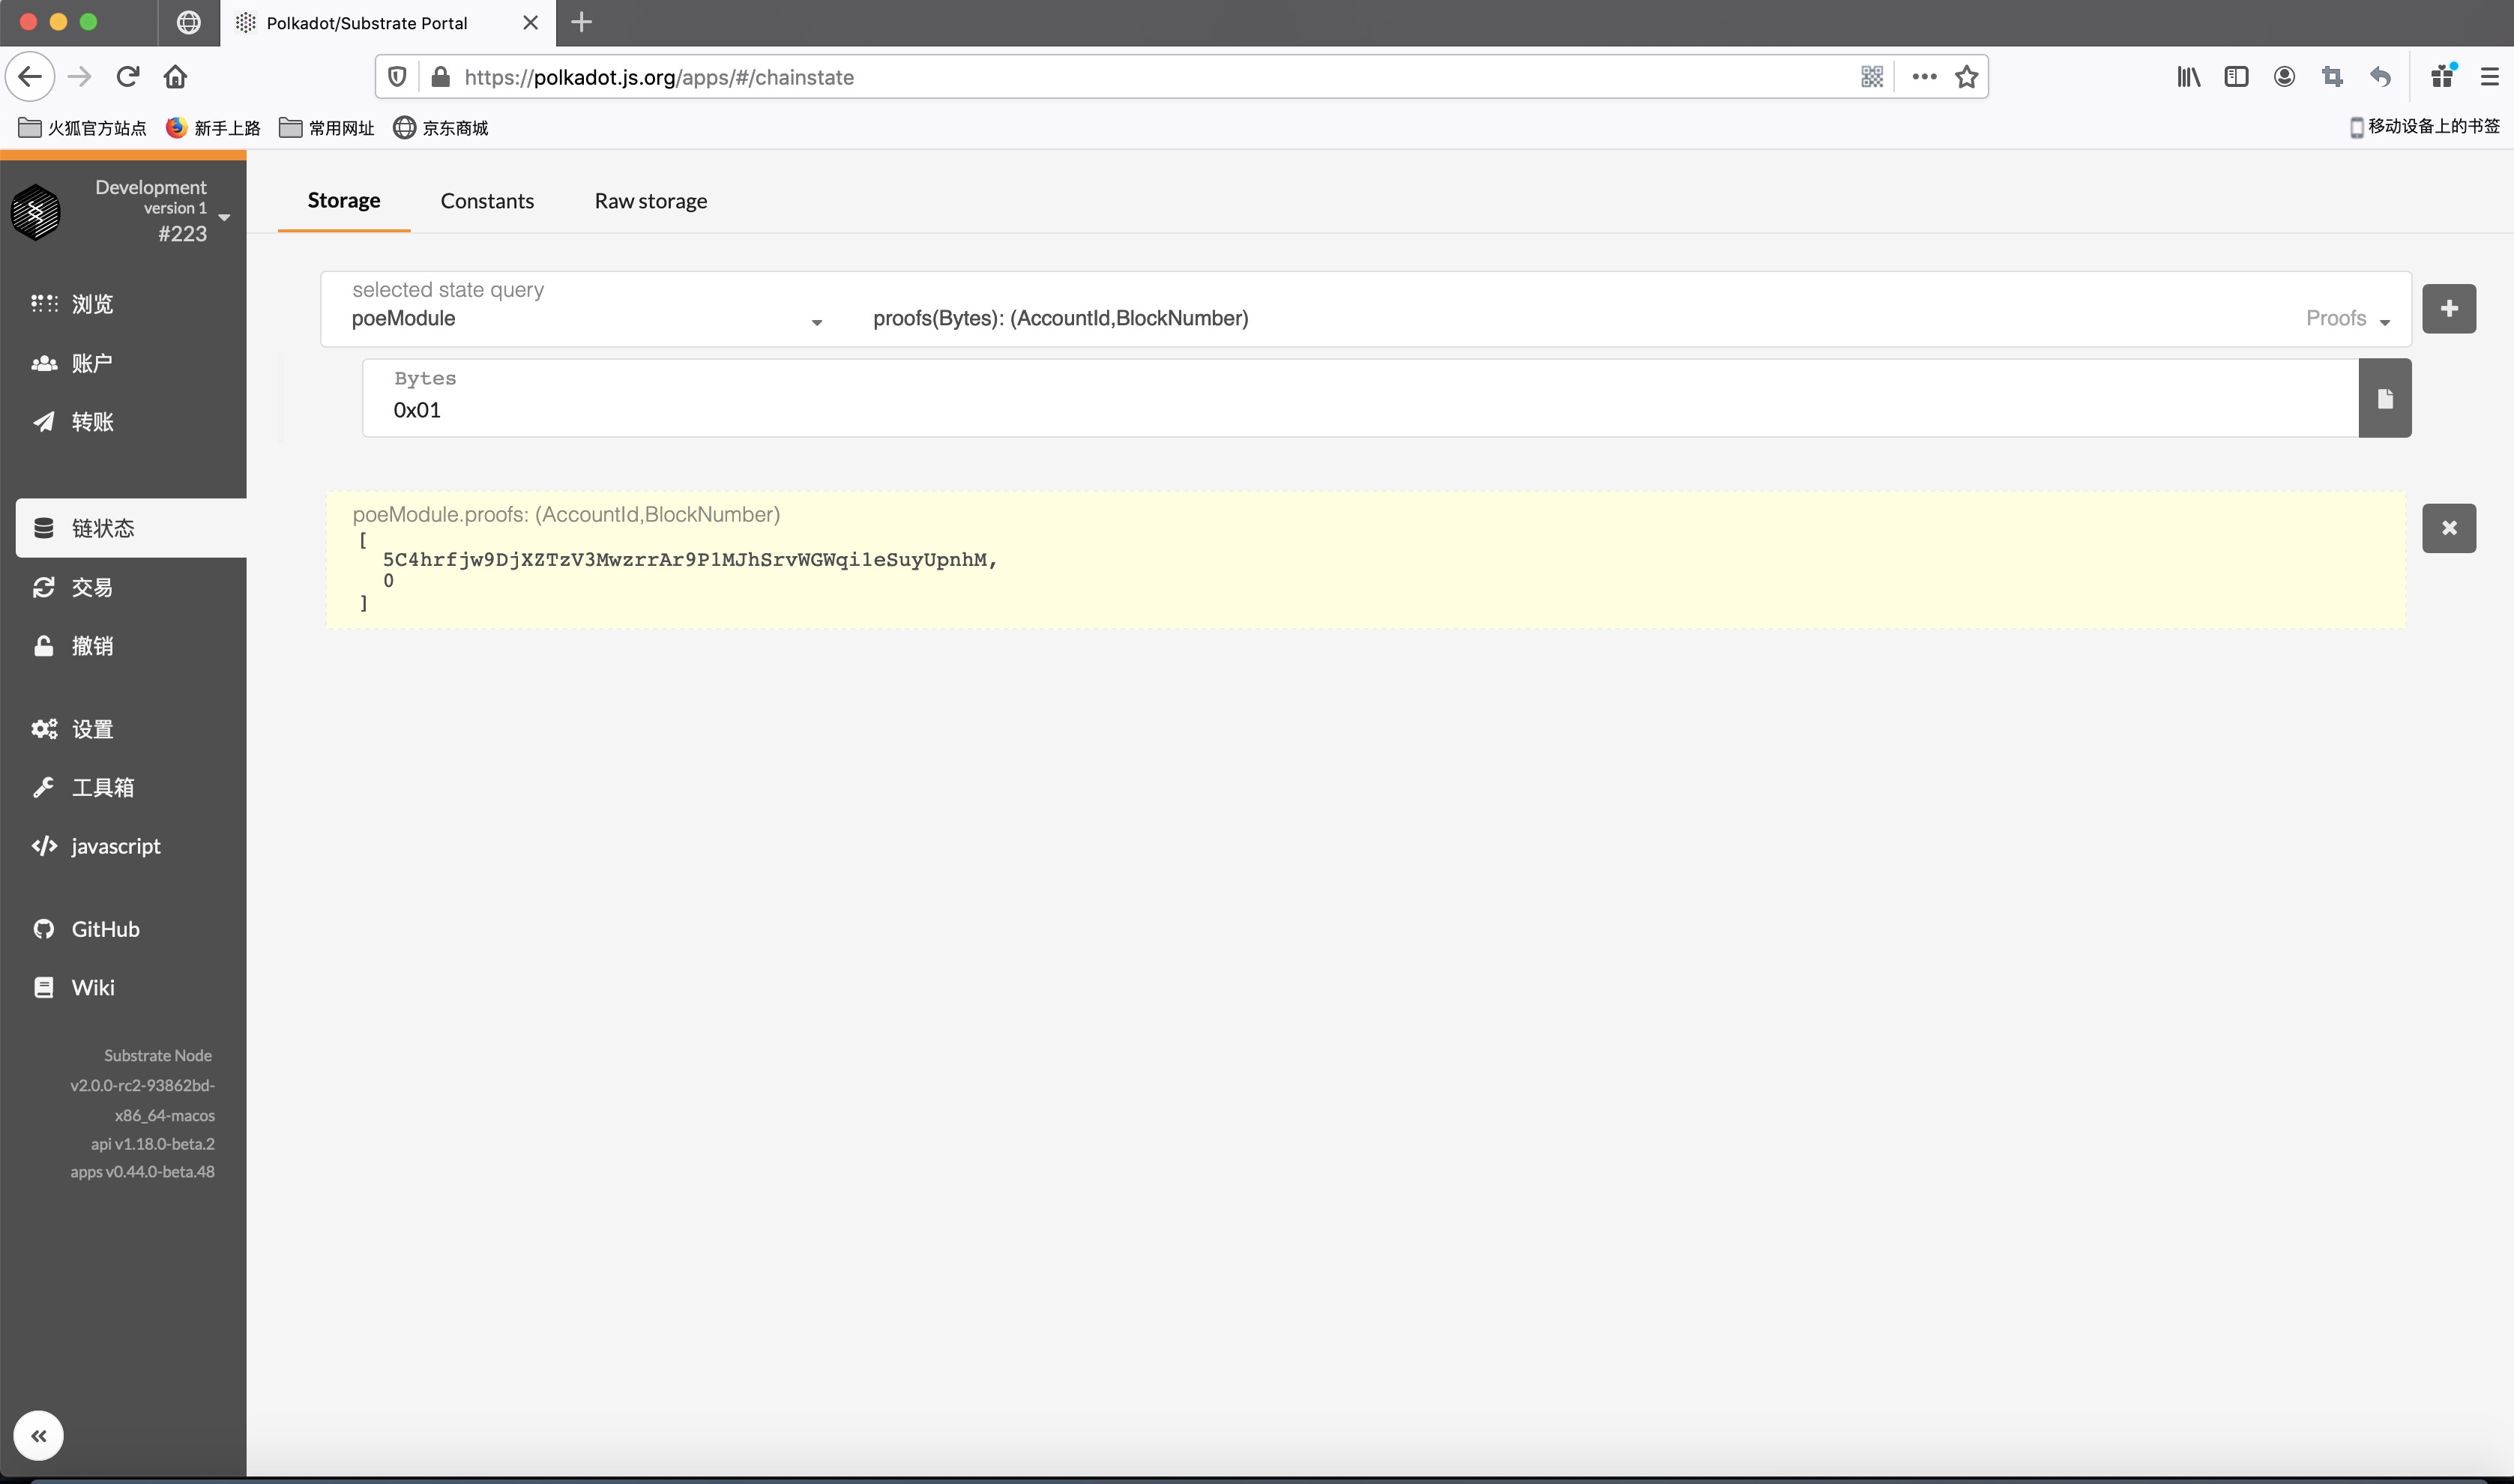 Polkadot/Substrate Portal
https://polkadot.js.org/apps/#/chainstate
火狐官方站点
新手上路
常用网址
京东商城
移动设备上的书签
Development
version 1
#223
浏览
账户
转账
链状态
交易
撤销
设置
工具箱
javascript
GitHub
Wiki
Substrate Node
v2.0.0-rc2-93862bd-
x86_64-macos
api v1.18.0-beta.2
apps v0.44.0-beta.48
Storage
Constants
Raw storage
selected state query
poeModule
proofs(Bytes): (AccountId,BlockNumber)
Proofs
Bytes
0x01
poeModule.proofs: (AccountId,BlockNumber)
[
5C4hrfjw9DjXZTzV3MwzrrAr9P1MJhSrvWGWqi1eSuyUpnhM,
0
]